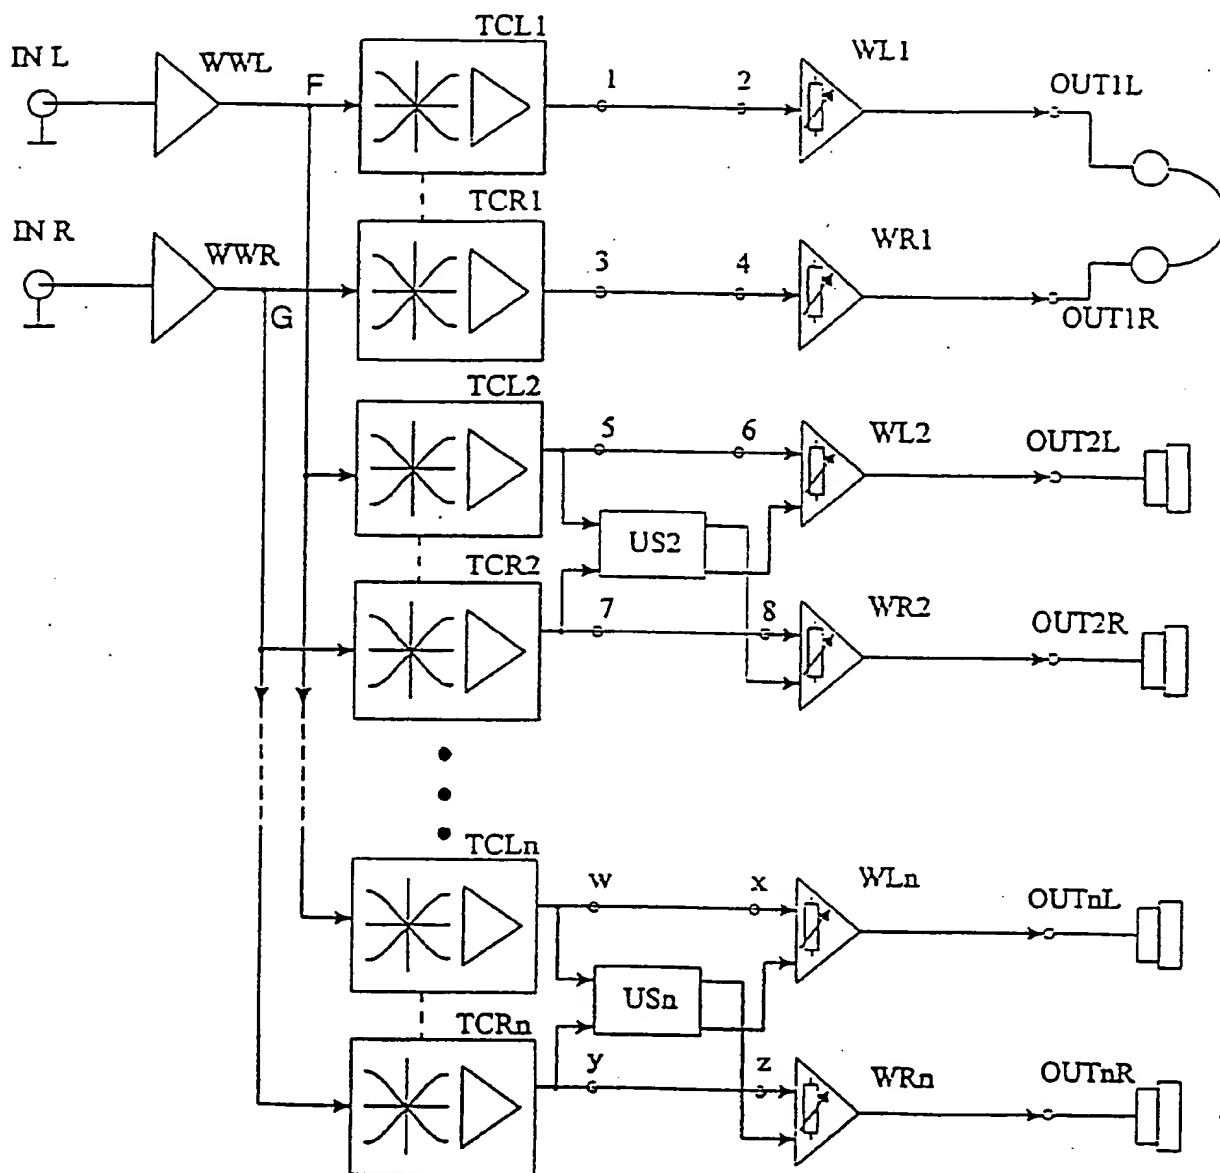 TCL1
IN L
WWL
F
1
2
WL1
OUT1L
TCR1
IN R
WWR
G
3
4
WR1
OUT1R
TCL2
5
6
WL2
OUT2L
US2
TCR2
7
8
WR2
OUT2R
TCLn
w
x
WLn
OUTnL
USn
TCRn
y
z
WRn
OUTnR